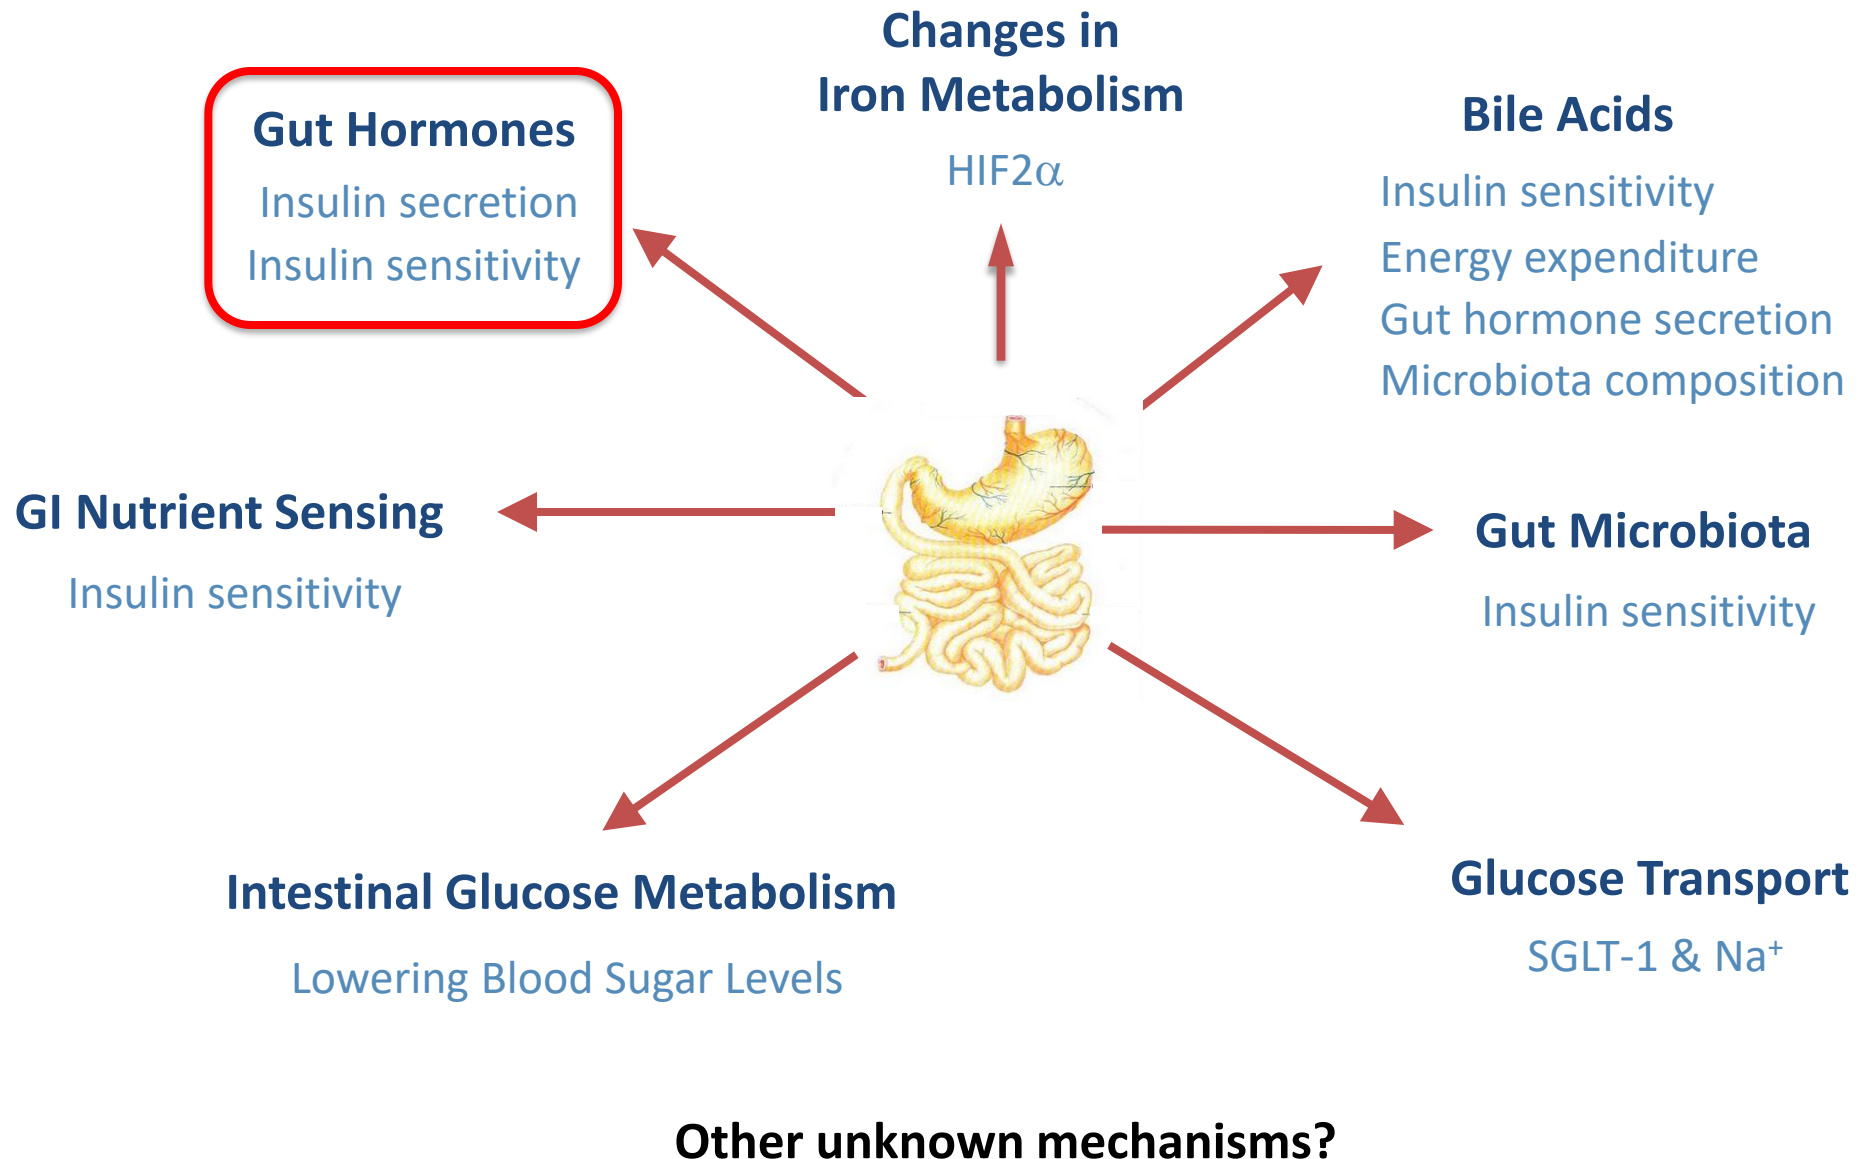 Changes in
Iron Metabolism
HIF2α
Gut Hormones
Insulin secretion
Insulin sensitivity
Bile Acids
Insulin sensitivity
Energy expenditure
Gut hormone secretion
Microbiota composition
GI Nutrient Sensing
Insulin sensitivity
Gut Microbiota
Insulin sensitivity
Intestinal Glucose Metabolism
Lowering Blood Sugar Levels
Glucose Transport
SGLT-1 & Na⁺
Other unknown mechanisms?